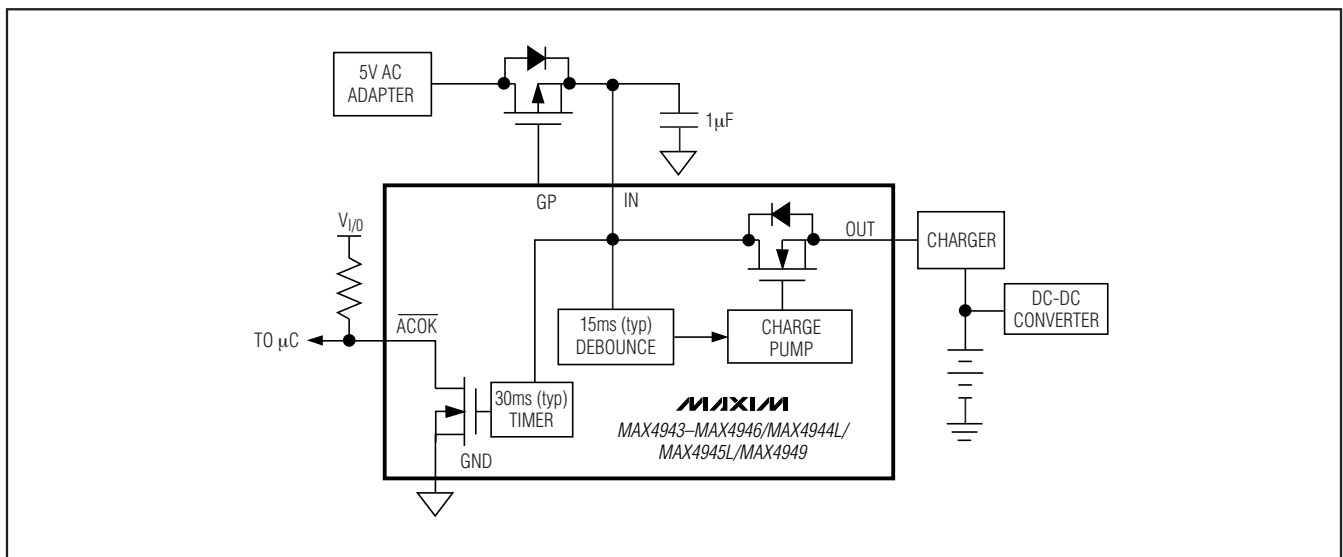 5V AC
ADAPTER
1μF
GP
IN
V_I/0
OUT
CHARGER
ACOK
TO μC
15ms (typ)
DEBOUNCE
CHARGE
PUMP
DC-DC
CONVERTER
30ms (typ)
TIMER
MAXIM
MAX4943–MAX4946/MAX4944L/
MAX4945L/MAX4949
GND